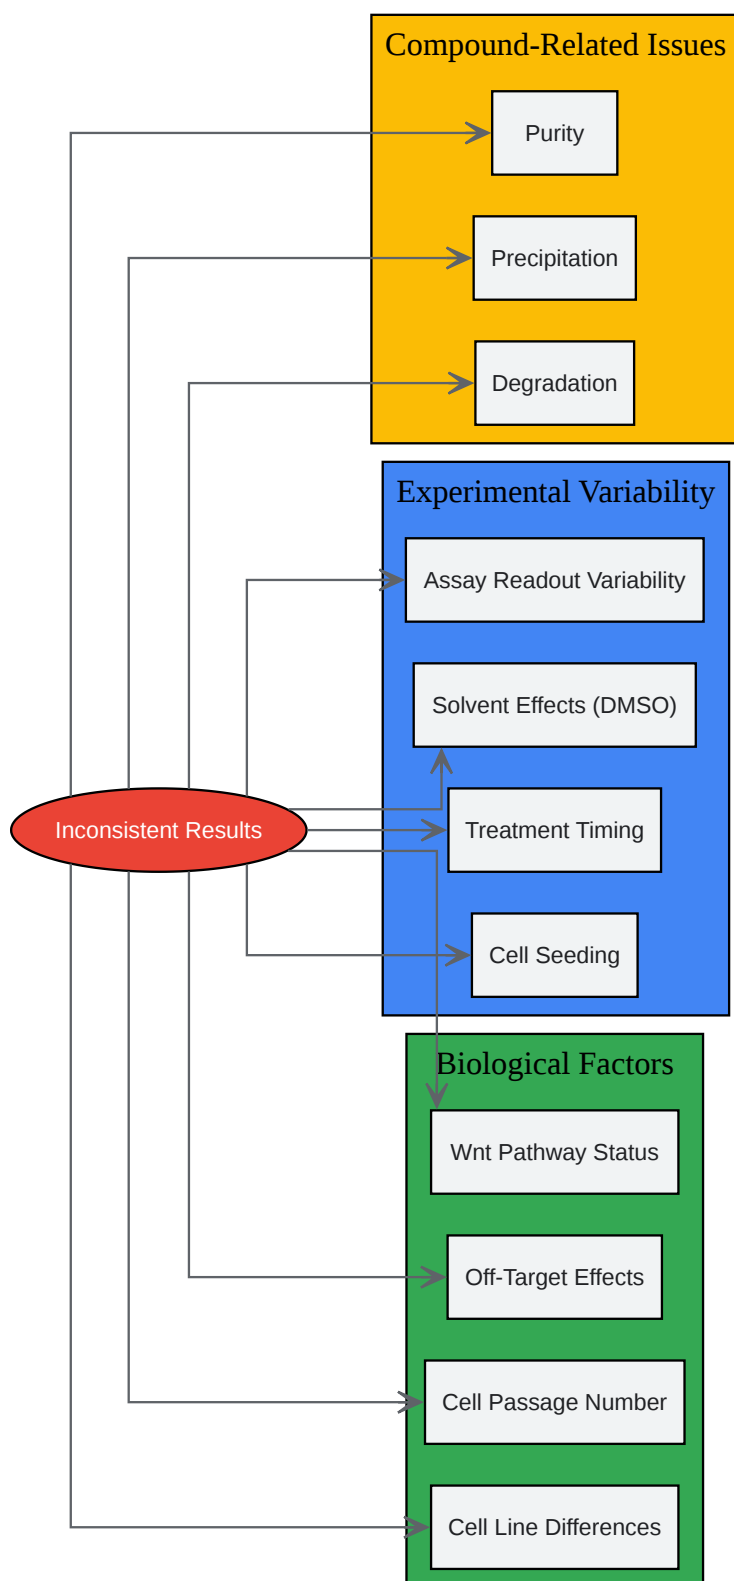 Compound-Related Issues
Purity
Precipitation
Degradation
Experimental Variability
Assay Readout Variability
Solvent Effects (DMSO)
Inconsistent Results
Treatment Timing
Cell Seeding
Biological Factors
Wnt Pathway Status
Off-Target Effects
Cell Passage Number
Cell Line Differences